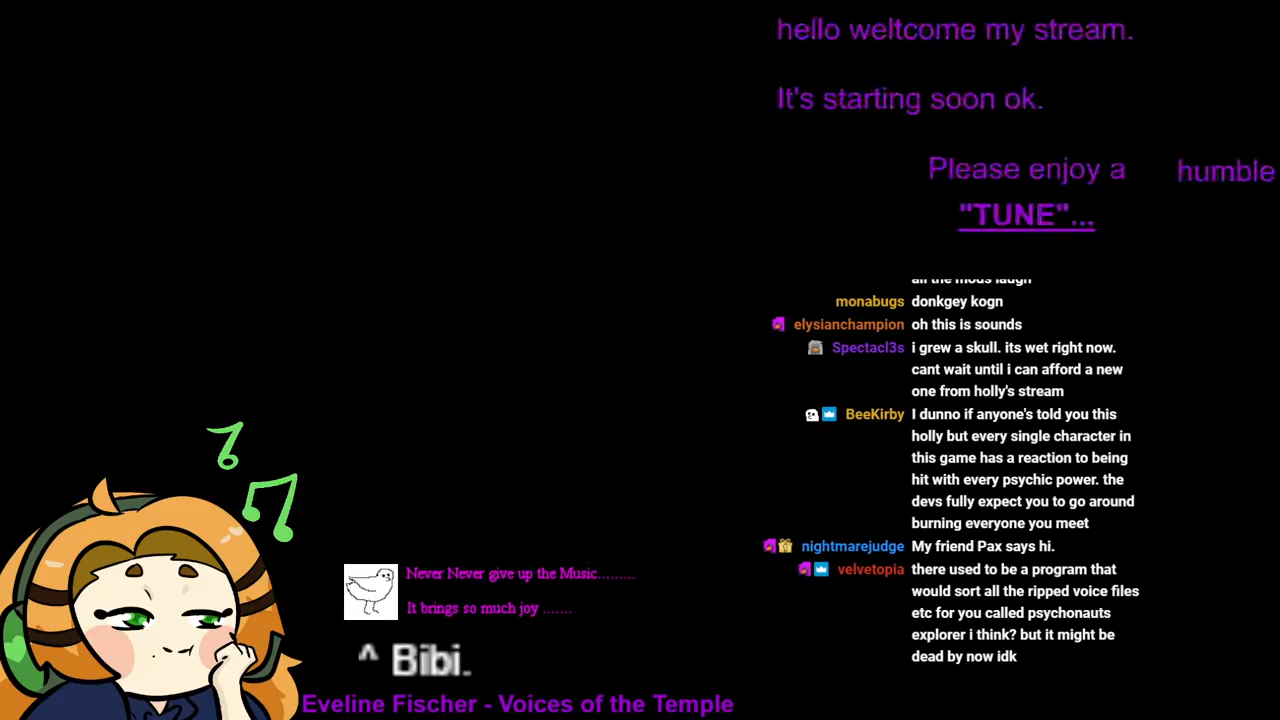 hello weltcome my stream.
It's starting soon ok.
Please enjoy a humble
"TUNE"...
all the mods laugh
monabugs donkgey kogn
elysianchampion oh this is sounds
Spectacl3s i grew a skull. its wet right now.
cant wait until i can afford a new
one from holly's stream
BeeKirby I dunno if anyone's told you this
holly but every single character in
this game has a reaction to being
hit with every psychic power. the
devs fully expect you to go around
burning everyone you meet
nightmarejudge My friend Pax says hi.
velvetopia there used to be a program that
would sort all the ripped voice files
etc for you called psychonauts
explorer i think? but it might be
dead by now idk
Never Never give up the Music.........
It brings so much joy .......
^ Bibi.
Eveline Fischer - Voices of the Temple